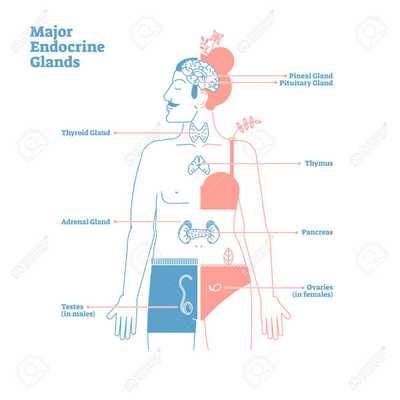 Major
Endocrine
Glands
Pineal Gland
Pituitary Gland
Thyroid Gland
Thymus
Adrenal Gland
Pancreas
Testes
(in males)
Ovaries
(in females)